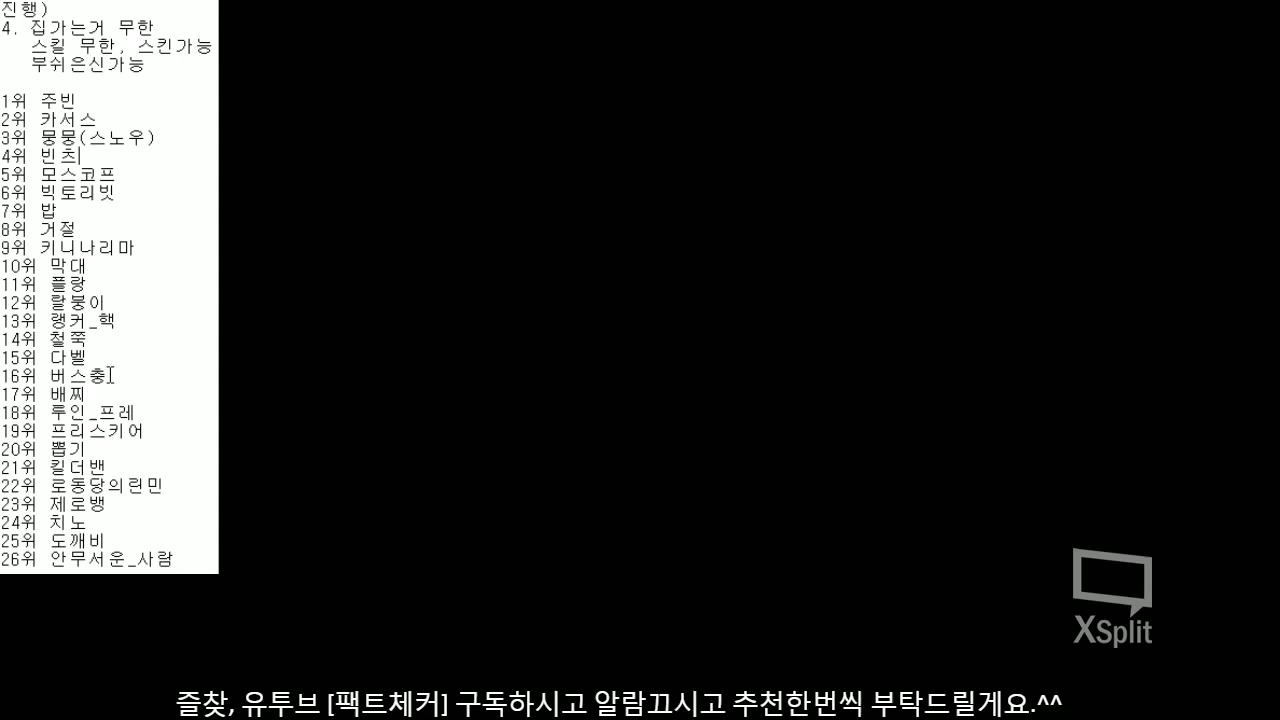 진행)
4. 집가는거 무한
스킬 무한, 스킨가능
부쉬은신가능
1위 주빈
2위 카서스
3위 뭉뭉(스노우)
4위 빈츠
5위 모스코프
6위 빅토리빗
7위 밥
8위 거절
9위 키니나리마
10위 막대
11위 플랑
12위 랄붕이
13위 랭커_핵
14위 철쭉
15위 다벨
16위 버스충
17위 배찌
18위 루인_프레
19위 프리스키어
20위 뽑기
21위 킬더밴
22위 로동당의린민
23위 제로뱅
24위 치노
25위 도깨비
26위 안무서운_사람
XSplit
즐찾, 유투브 [팩트체커] 구독하시고 알람끄시고 추천한번씩 부탁드릴게요.^^